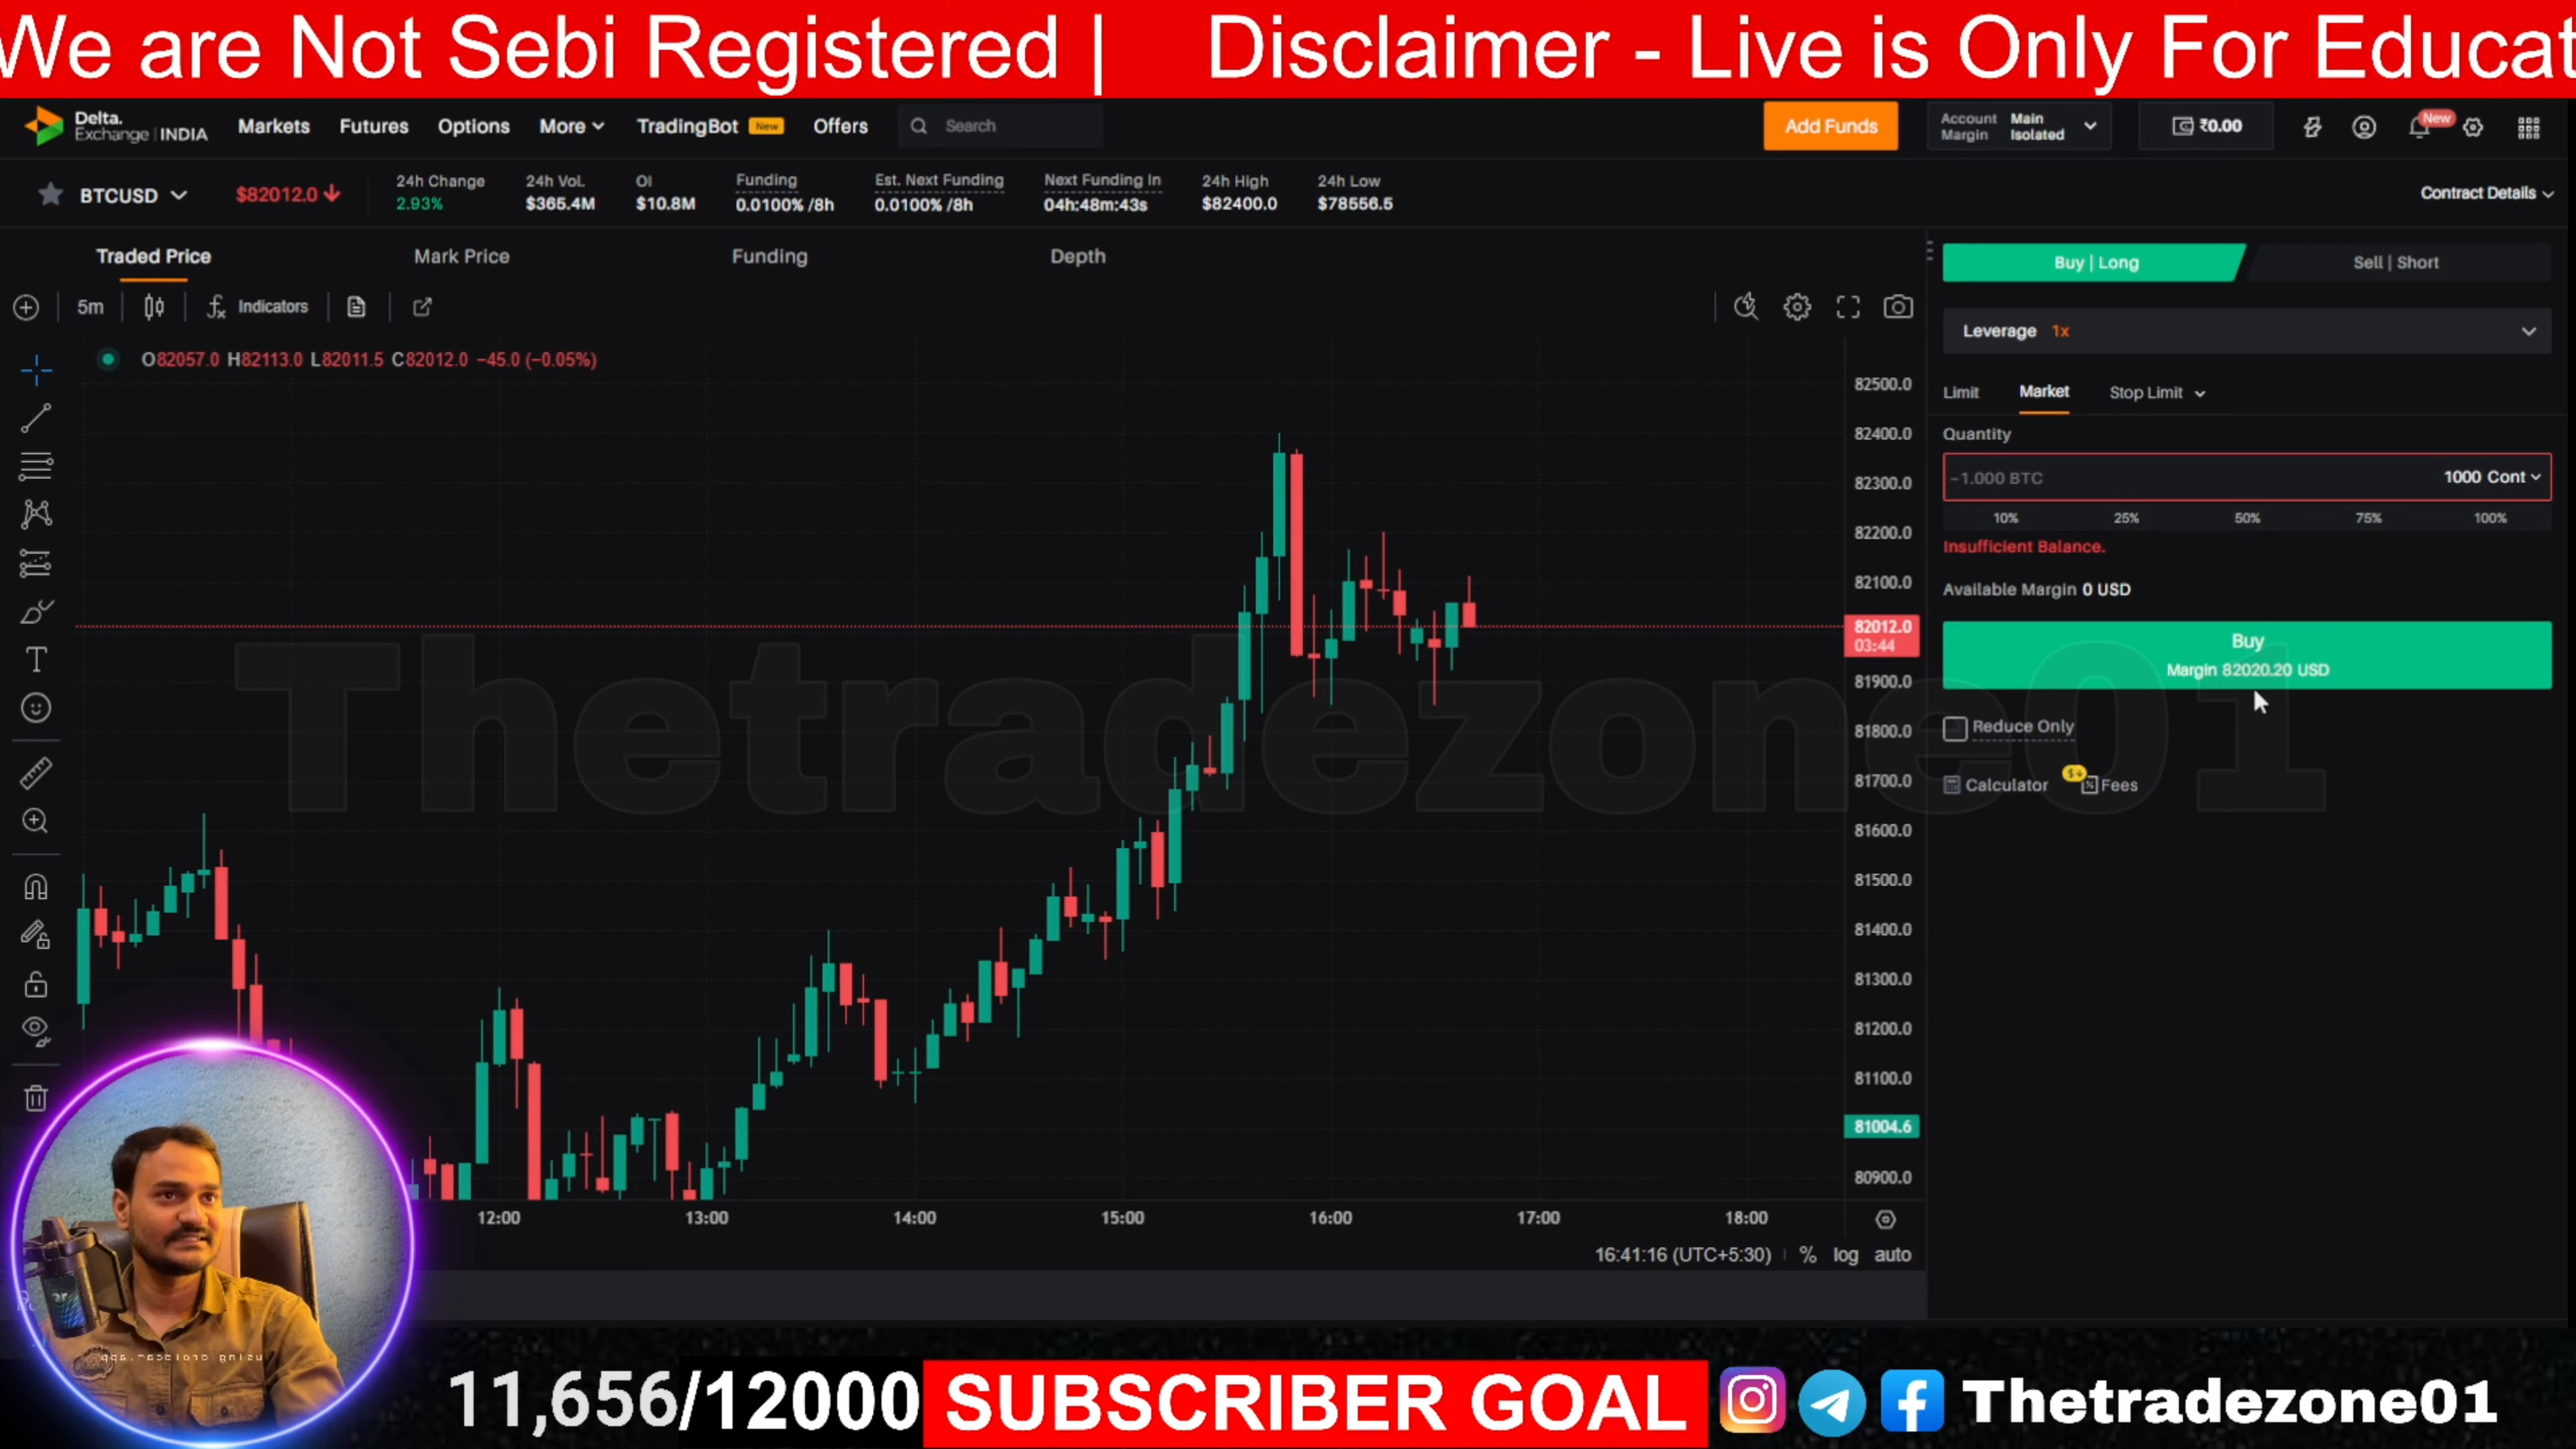 We are Not Sebi Registered | Disclaimer - Live is Only For Educat
Delta.
Exchange | INDIA
Markets Futures Options More TradingBot New Offers Search
Add Funds
Account Main
Margin Isolated
₹0.00
New
BTCUSD $82012.0
24h Change
2.93%
24h Vol.
$365.4M
OI
$10.8M
Funding
0.0100% /8h
Est. Next Funding
0.0100% /8h
Next Funding In
04h:48m:43s
24h High
$82400.0
24h Low
$78556.5
Contract Details
Traded Price Mark Price Funding Depth
5m Indicators
O82057.0 H82113.0 L82011.5 C82012.0 −45.0 (−0.05%)
82500.0
82400.0
82300.0
82200.0
82100.0
82012.0
03:44
81900.0
81800.0
81700.0
81600.0
81500.0
81400.0
81300.0
81200.0
81100.0
81004.6
80900.0
12:00 13:00 14:00 15:00 16:00 17:00 18:00
16:41:16 (UTC+5:30) % log auto
Thetradezone01
Buy | Long Sell | Short
Leverage 1x
Limit Market Stop Limit
Quantity
~1.000 BTC 1000 Cont
10% 25% 50% 75% 100%
Insufficient Balance.
Available Margin 0 USD
Buy
Margin 82020.20 USD
Reduce Only
Calculator Fees
11,656/12000 SUBSCRIBER GOAL Thetradezone01